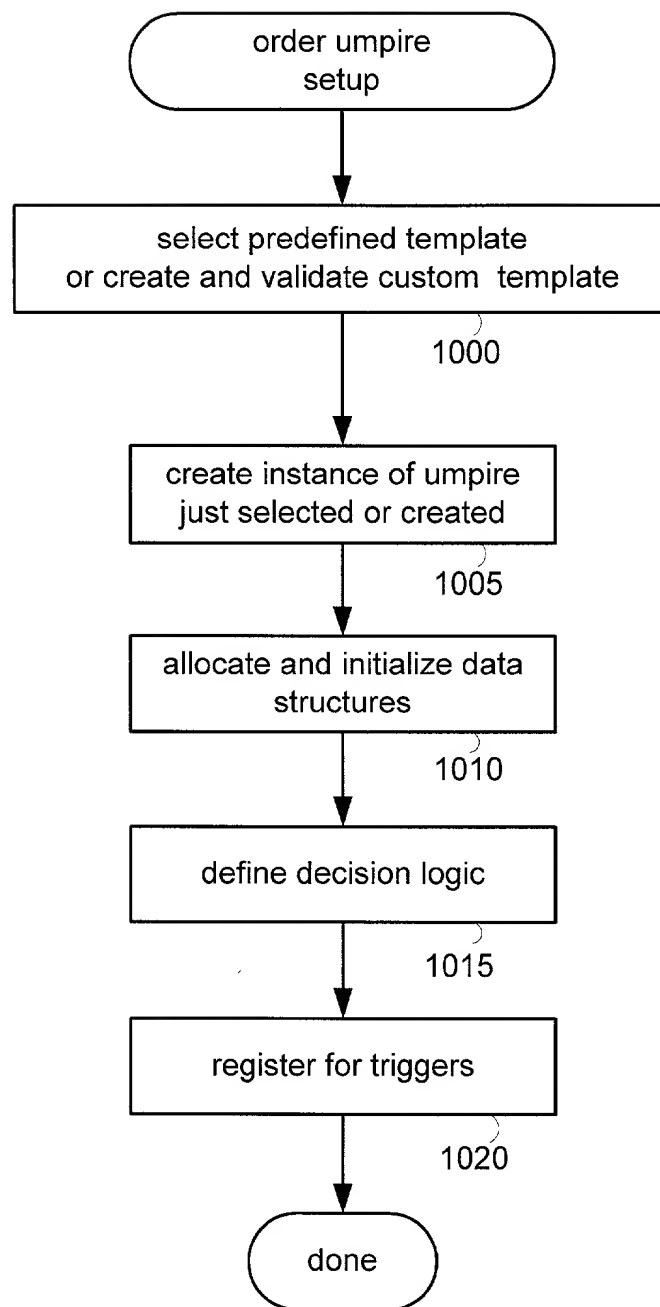 order umpire
setup
select predefined template
or create and validate custom template
1000
create instance of umpire
just selected or created
1005
allocate and initialize data
structures
1010
define decision logic
1015
register for triggers
1020
done